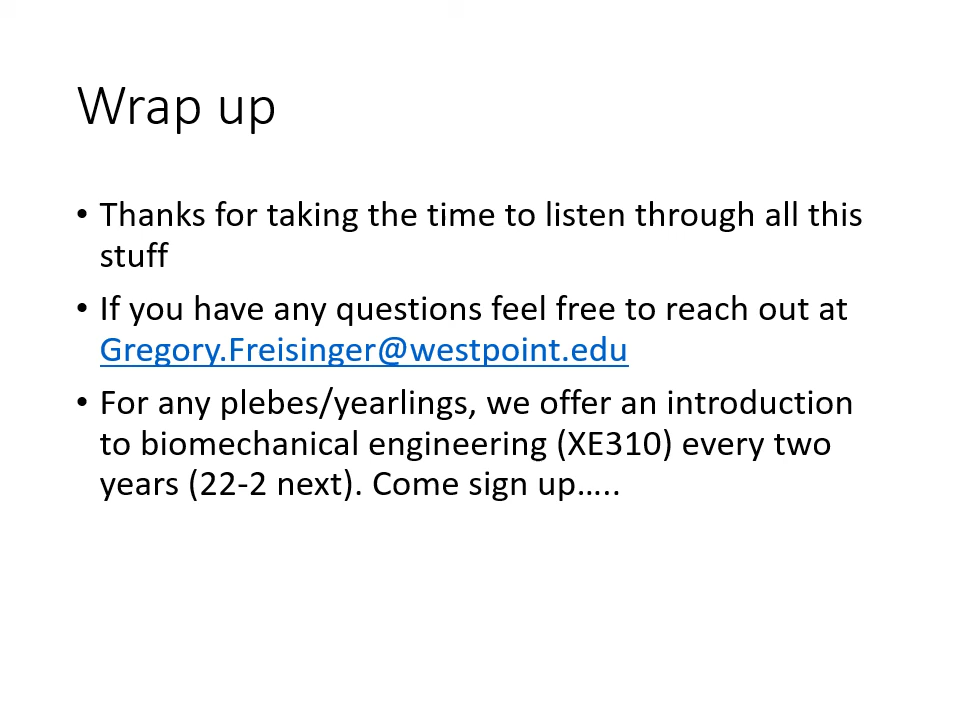 Wrap up
• Thanks for taking the time to listen through all this
stuff
• If you have any questions feel free to reach out at
Gregory.Freisinger@westpoint.edu
• For any plebes/yearlings, we offer an introduction
to biomechanical engineering (XE310) every two
years (22-2 next). Come sign up…..